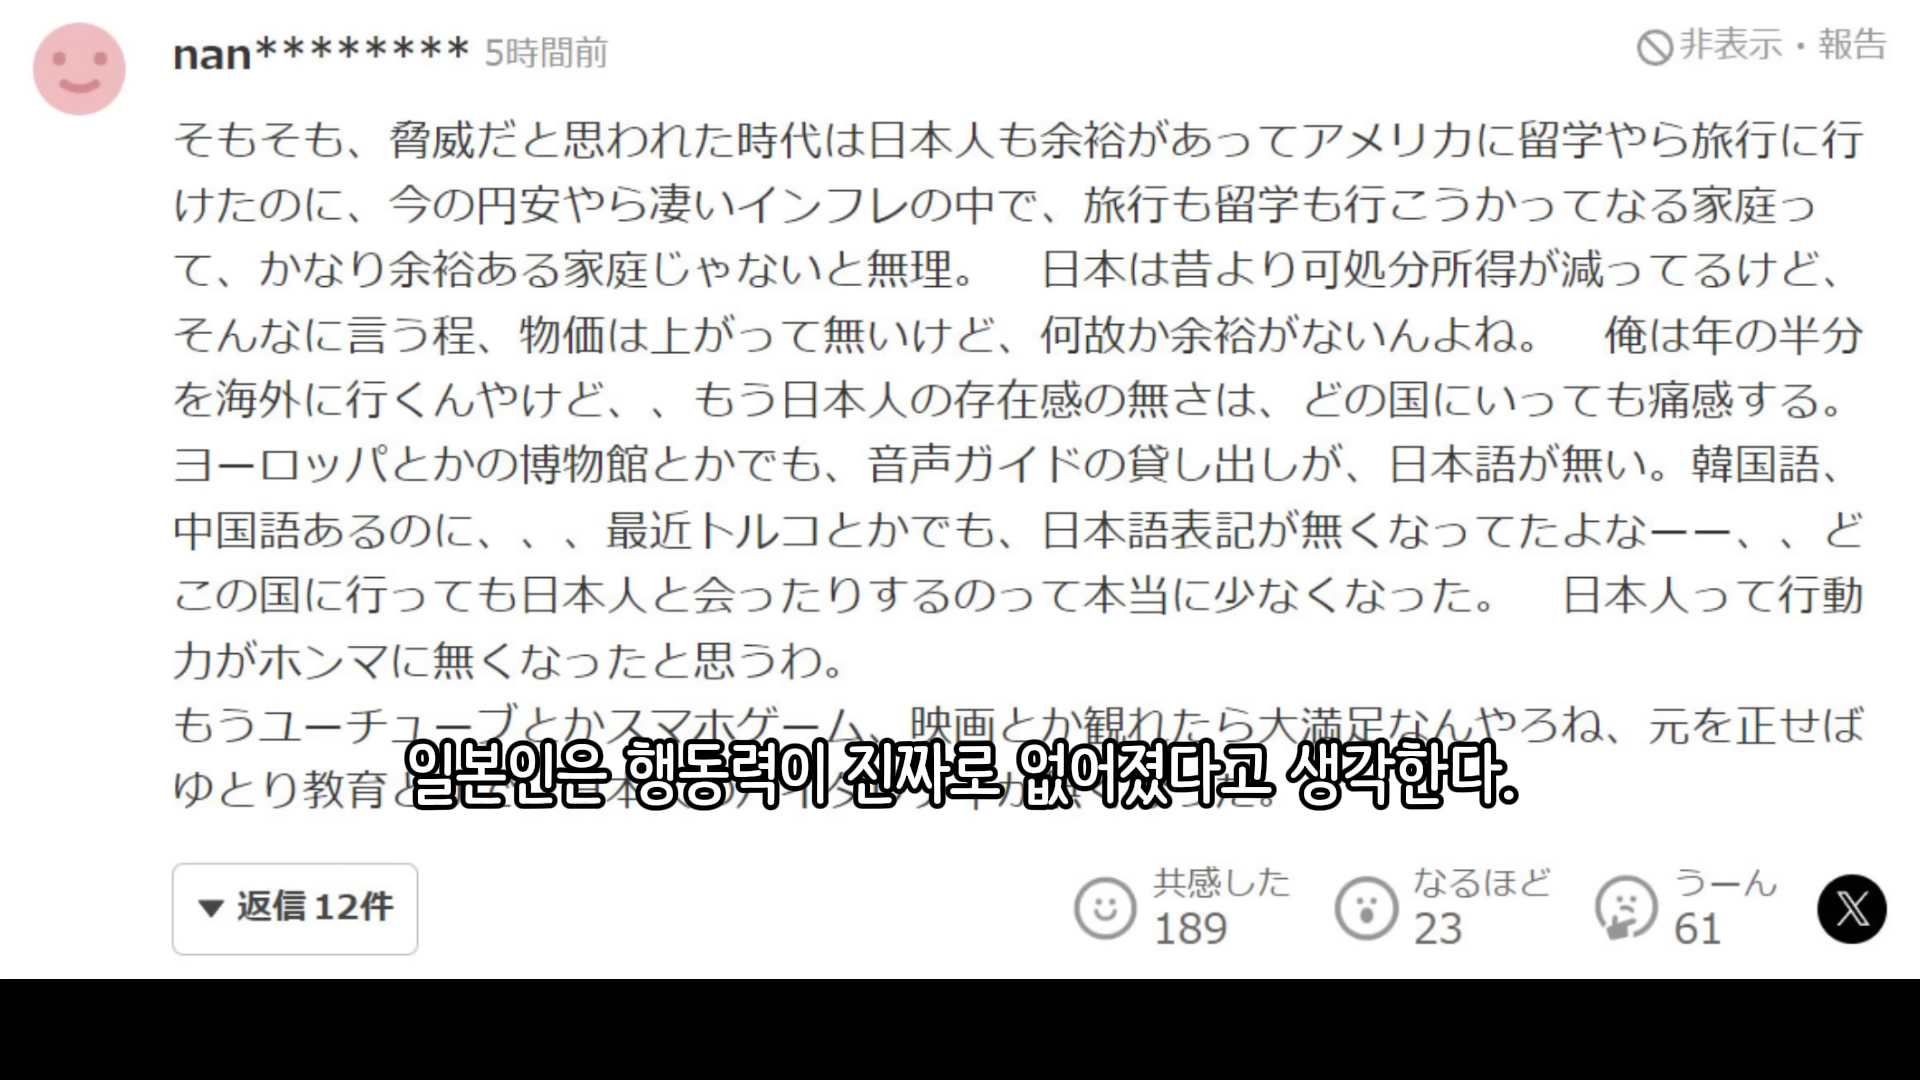 nan******** 5時間前
非表示・報告
そもそも、脅威だと思われた時代は日本人も余裕があってアメリカに留学やら旅行に行
けたのに、今の円安やら凄いインフレの中で、旅行も留学も行こうかってなる家庭っ
て、かなり余裕ある家庭じゃないと無理。　日本は昔より可処分所得が減ってるけど、
そんなに言う程、物価は上がって無いけど、何故か余裕がないんよね。　俺は年の半分
を海外に行くんやけど、、もう日本人の存在感の無さは、どの国にいっても痛感する。
ヨーロッパとかの博物館とかでも、音声ガイドの貸し出しが、日本語が無い。韓国語、
中国語あるのに、、、最近トルコとかでも、日本語表記が無くなってたよなーー、、ど
この国に行っても日本人と会ったりするのって本当に少なくなった。　日本人って行動
力がホンマに無くなったと思うわ。
もうユーチューブとかスマホゲーム、映画とか観れたら大満足なんやろね、元を正せば
ゆとり教育
일본인은 행동력이 진짜로 없어졌다고 생각한다.
▼ 返信12件
共感した
189
なるほど
23
うーん
61
X